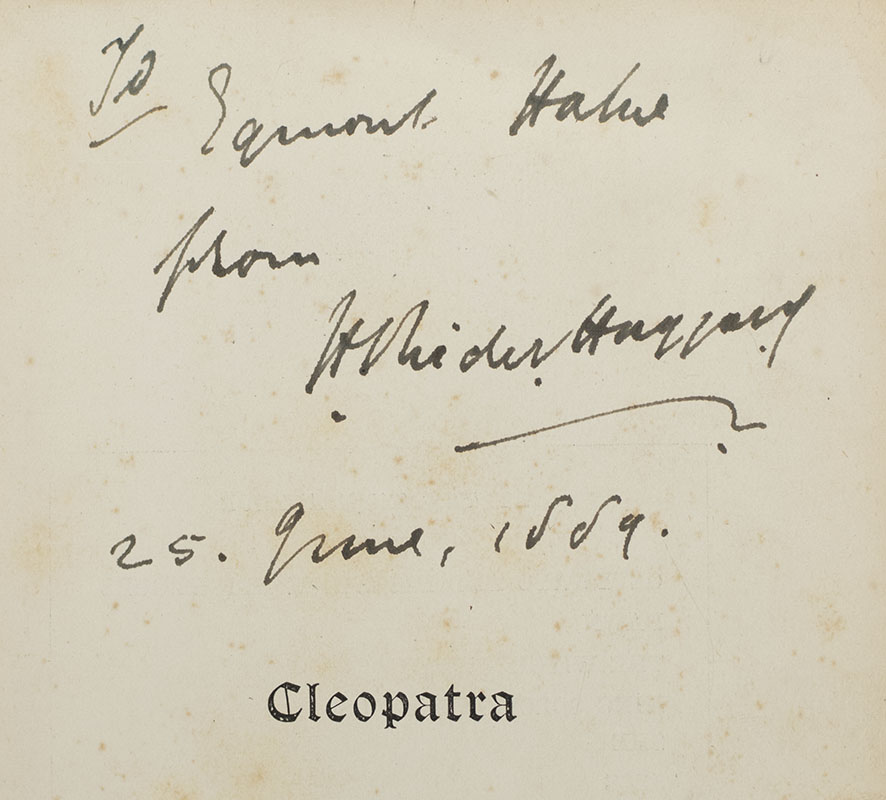 To Egmont Hake
from
H Rider Haggard
25. June, 1889.
Cleopatra